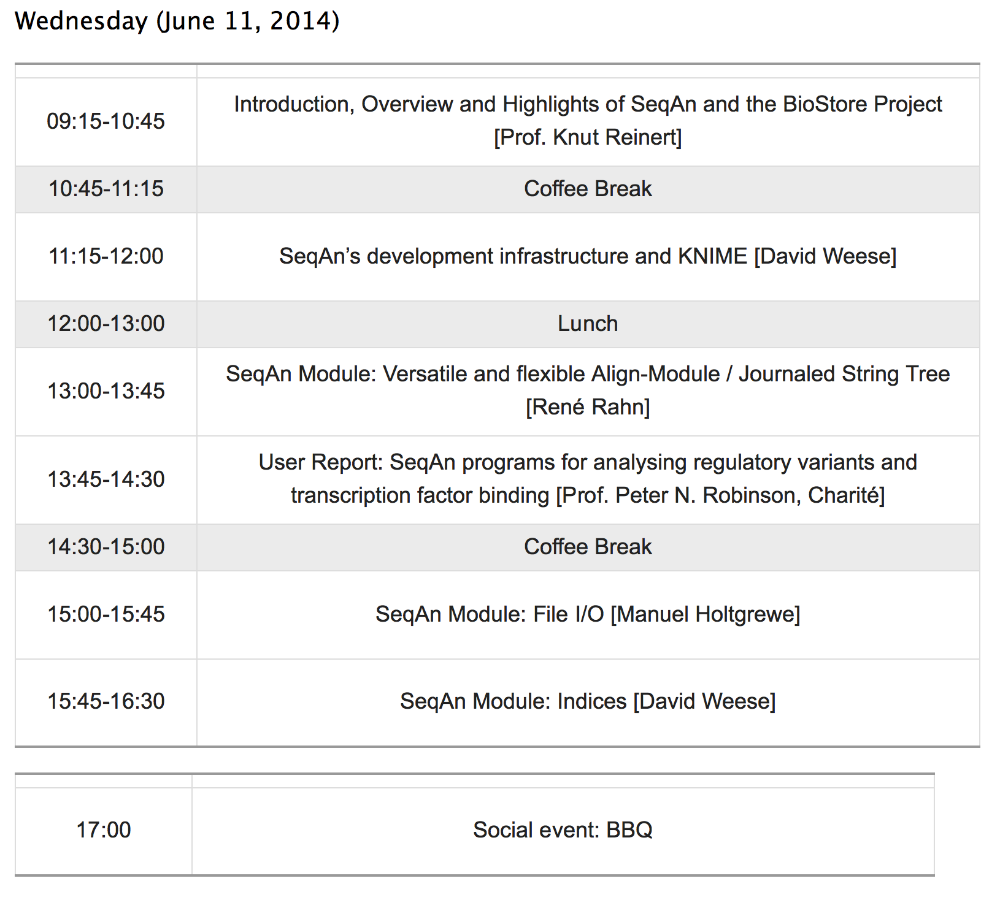 Wednesday (June 11, 2014)
09:15-10:45
Introduction, Overview and Highlights of SeqAn and the BioStore Project
[Prof. Knut Reinert]
10:45-11:15
Coffee Break
11:15-12:00
SeqAn’s development infrastructure and KNIME [David Weese]
12:00-13:00
Lunch
13:00-13:45
SeqAn Module: Versatile and flexible Align-Module / Journaled String Tree
[René Rahn]
13:45-14:30
User Report: SeqAn programs for analysing regulatory variants and
transcription factor binding [Prof. Peter N. Robinson, Charité]
14:30-15:00
Coffee Break
15:00-15:45
SeqAn Module: File I/O [Manuel Holtgrewe]
15:45-16:30
SeqAn Module: Indices [David Weese]
17:00
Social event: BBQ